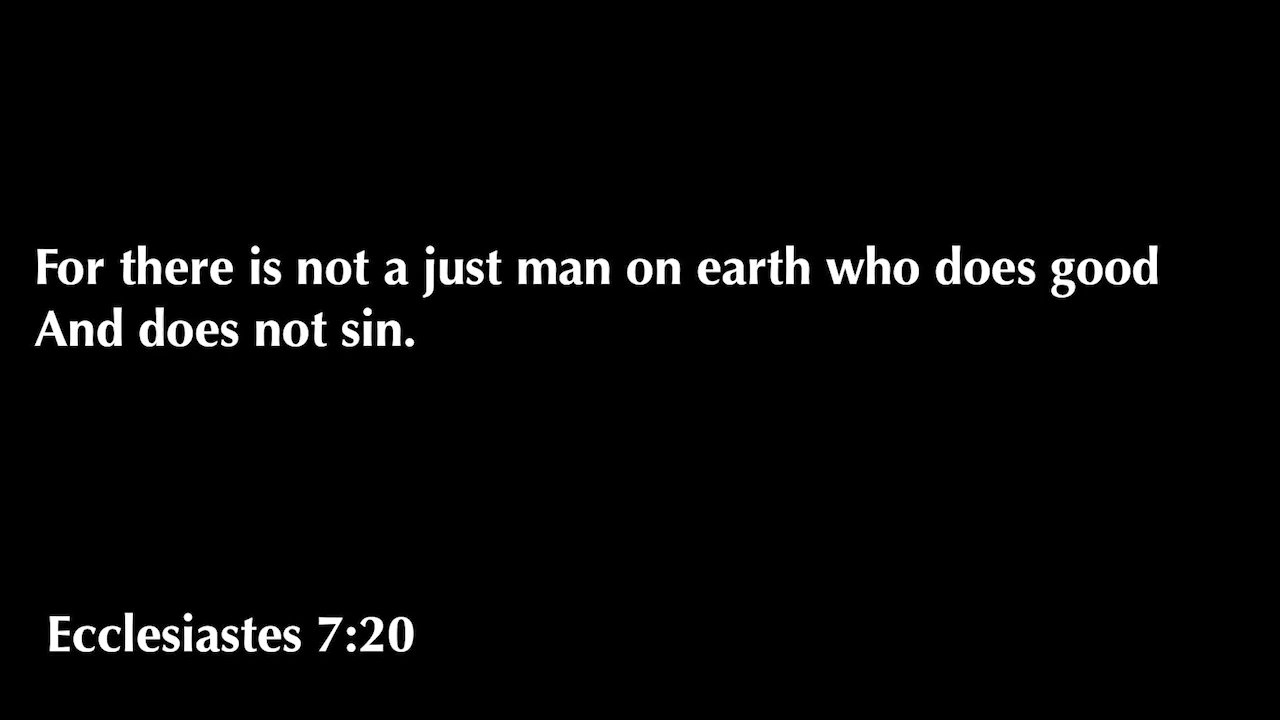 For there is not a just man on earth who does good
And does not sin.
Ecclesiastes 7:20